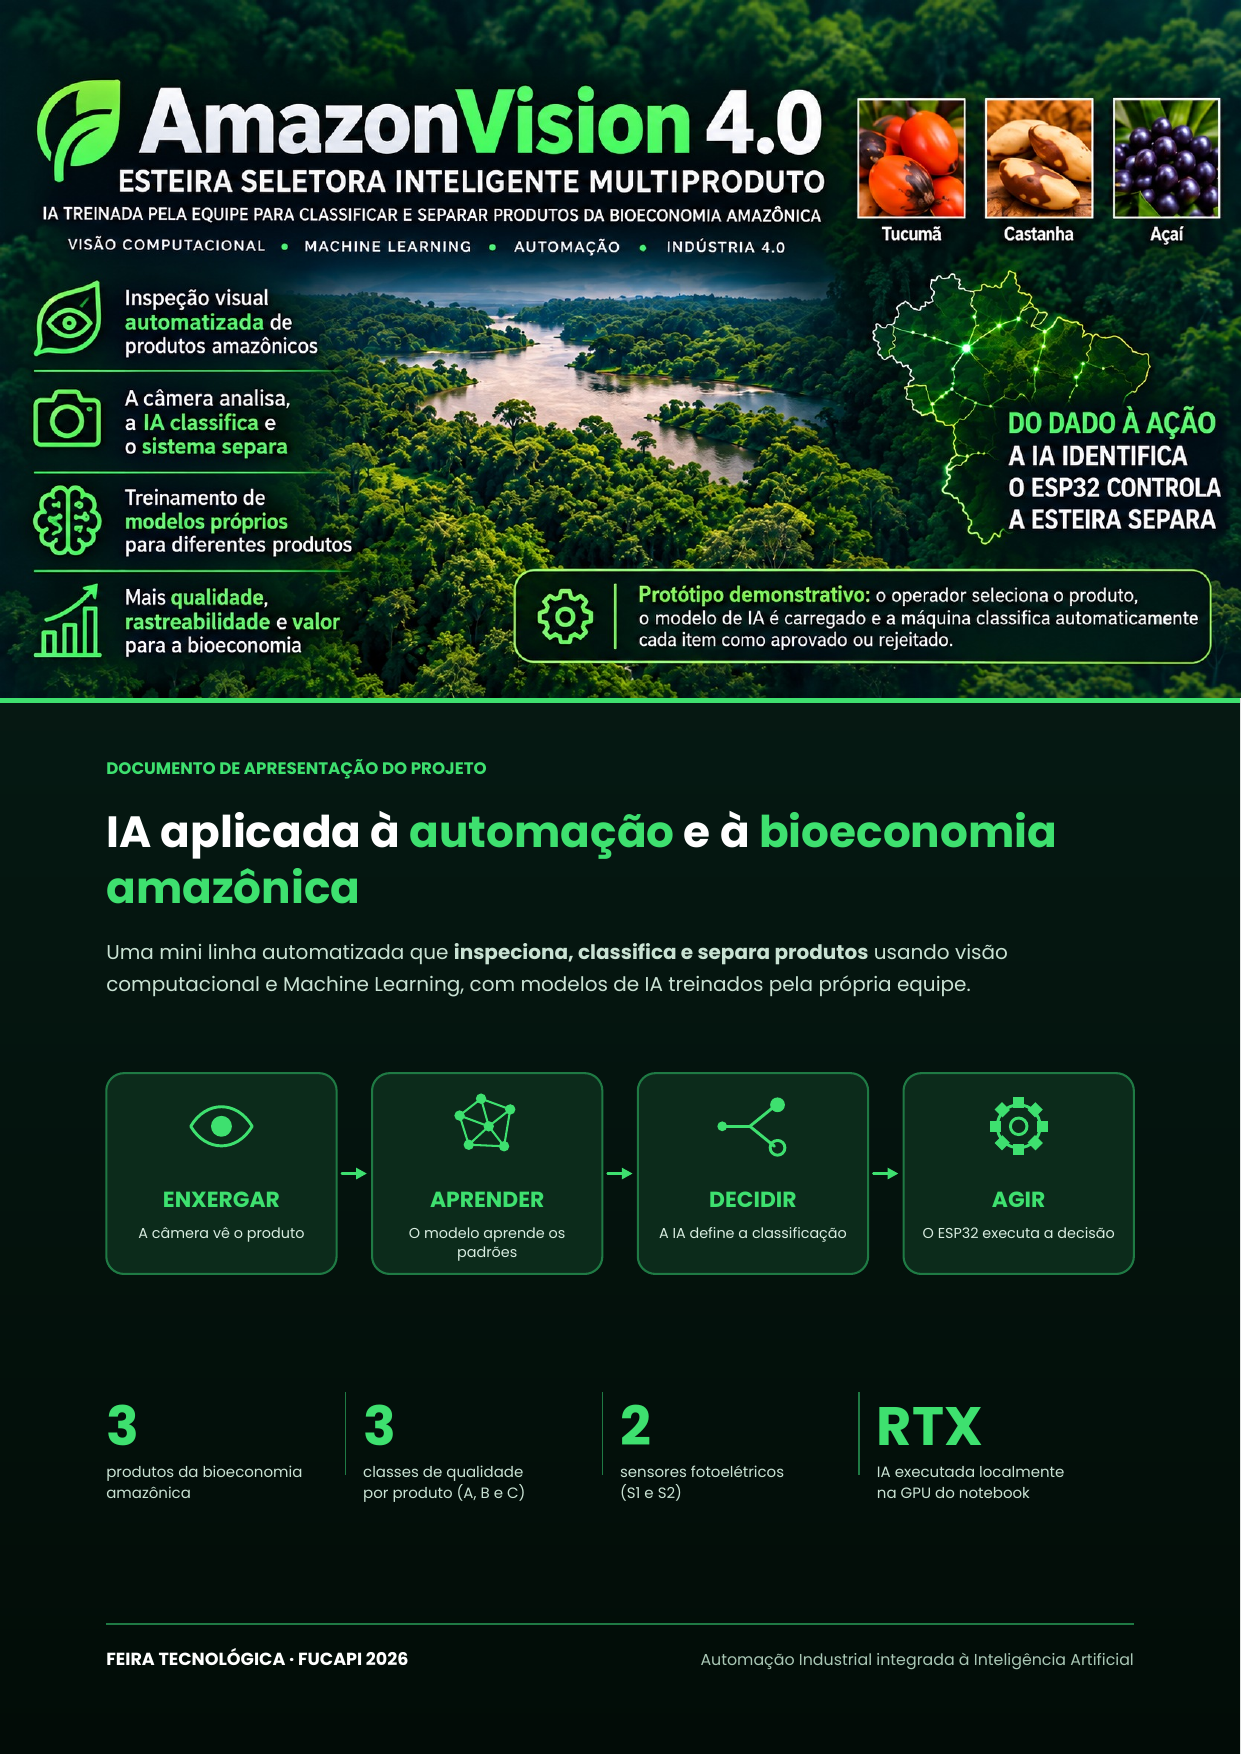 AmazonVision 4.0
ESTEIRA SELETORA INTELIGENTE MULTIPRODUTO
IA TREINADA PELA EQUIPE PARA CLASSIFICAR E SEPARAR PRODUTOS DA BIOECONOMIA AMAZÔNICA
VISÃO COMPUTACIONAL • MACHINE LEARNING • AUTOMAÇÃO • INDÚSTRIA 4.0
Tucumã
Castanha
Açaí
Inspeção visual
automatizada de
produtos amazônicos
A câmera analisa,
a IA classifica e
o sistema separa
Treinamento de
modelos próprios
para diferentes produtos
Mais qualidade,
rastreabilidade e valor
para a bioeconomia
DO DADO À AÇÃO
A IA IDENTIFICA
O ESP32 CONTROLA
A ESTEIRA SEPARA
Protótipo demonstrativo: o operador seleciona o produto,
o modelo de IA é carregado e a máquina classifica automaticamente
cada item como aprovado ou rejeitado.
DOCUMENTO DE APRESENTAÇÃO DO PROJETO
IA aplicada à automação e à bioeconomia
amazônica
Uma mini linha automatizada que inspeciona, classifica e separa produtos usando visão
computacional e Machine Learning, com modelos de IA treinados pela própria equipe.
ENXERGAR
A câmera vê o produto
APRENDER
O modelo aprende os
padrões
DECIDIR
A IA define a classificação
AGIR
O ESP32 executa a decisão
3
produtos da bioeconomia
amazônica
3
classes de qualidade
por produto (A, B e C)
2
sensores fotoelétricos
(S1 e S2)
RTX
IA executada localmente
na GPU do notebook
FEIRA TECNOLÓGICA · FUCAPI 2026
Automação Industrial integrada à Inteligência Artificial